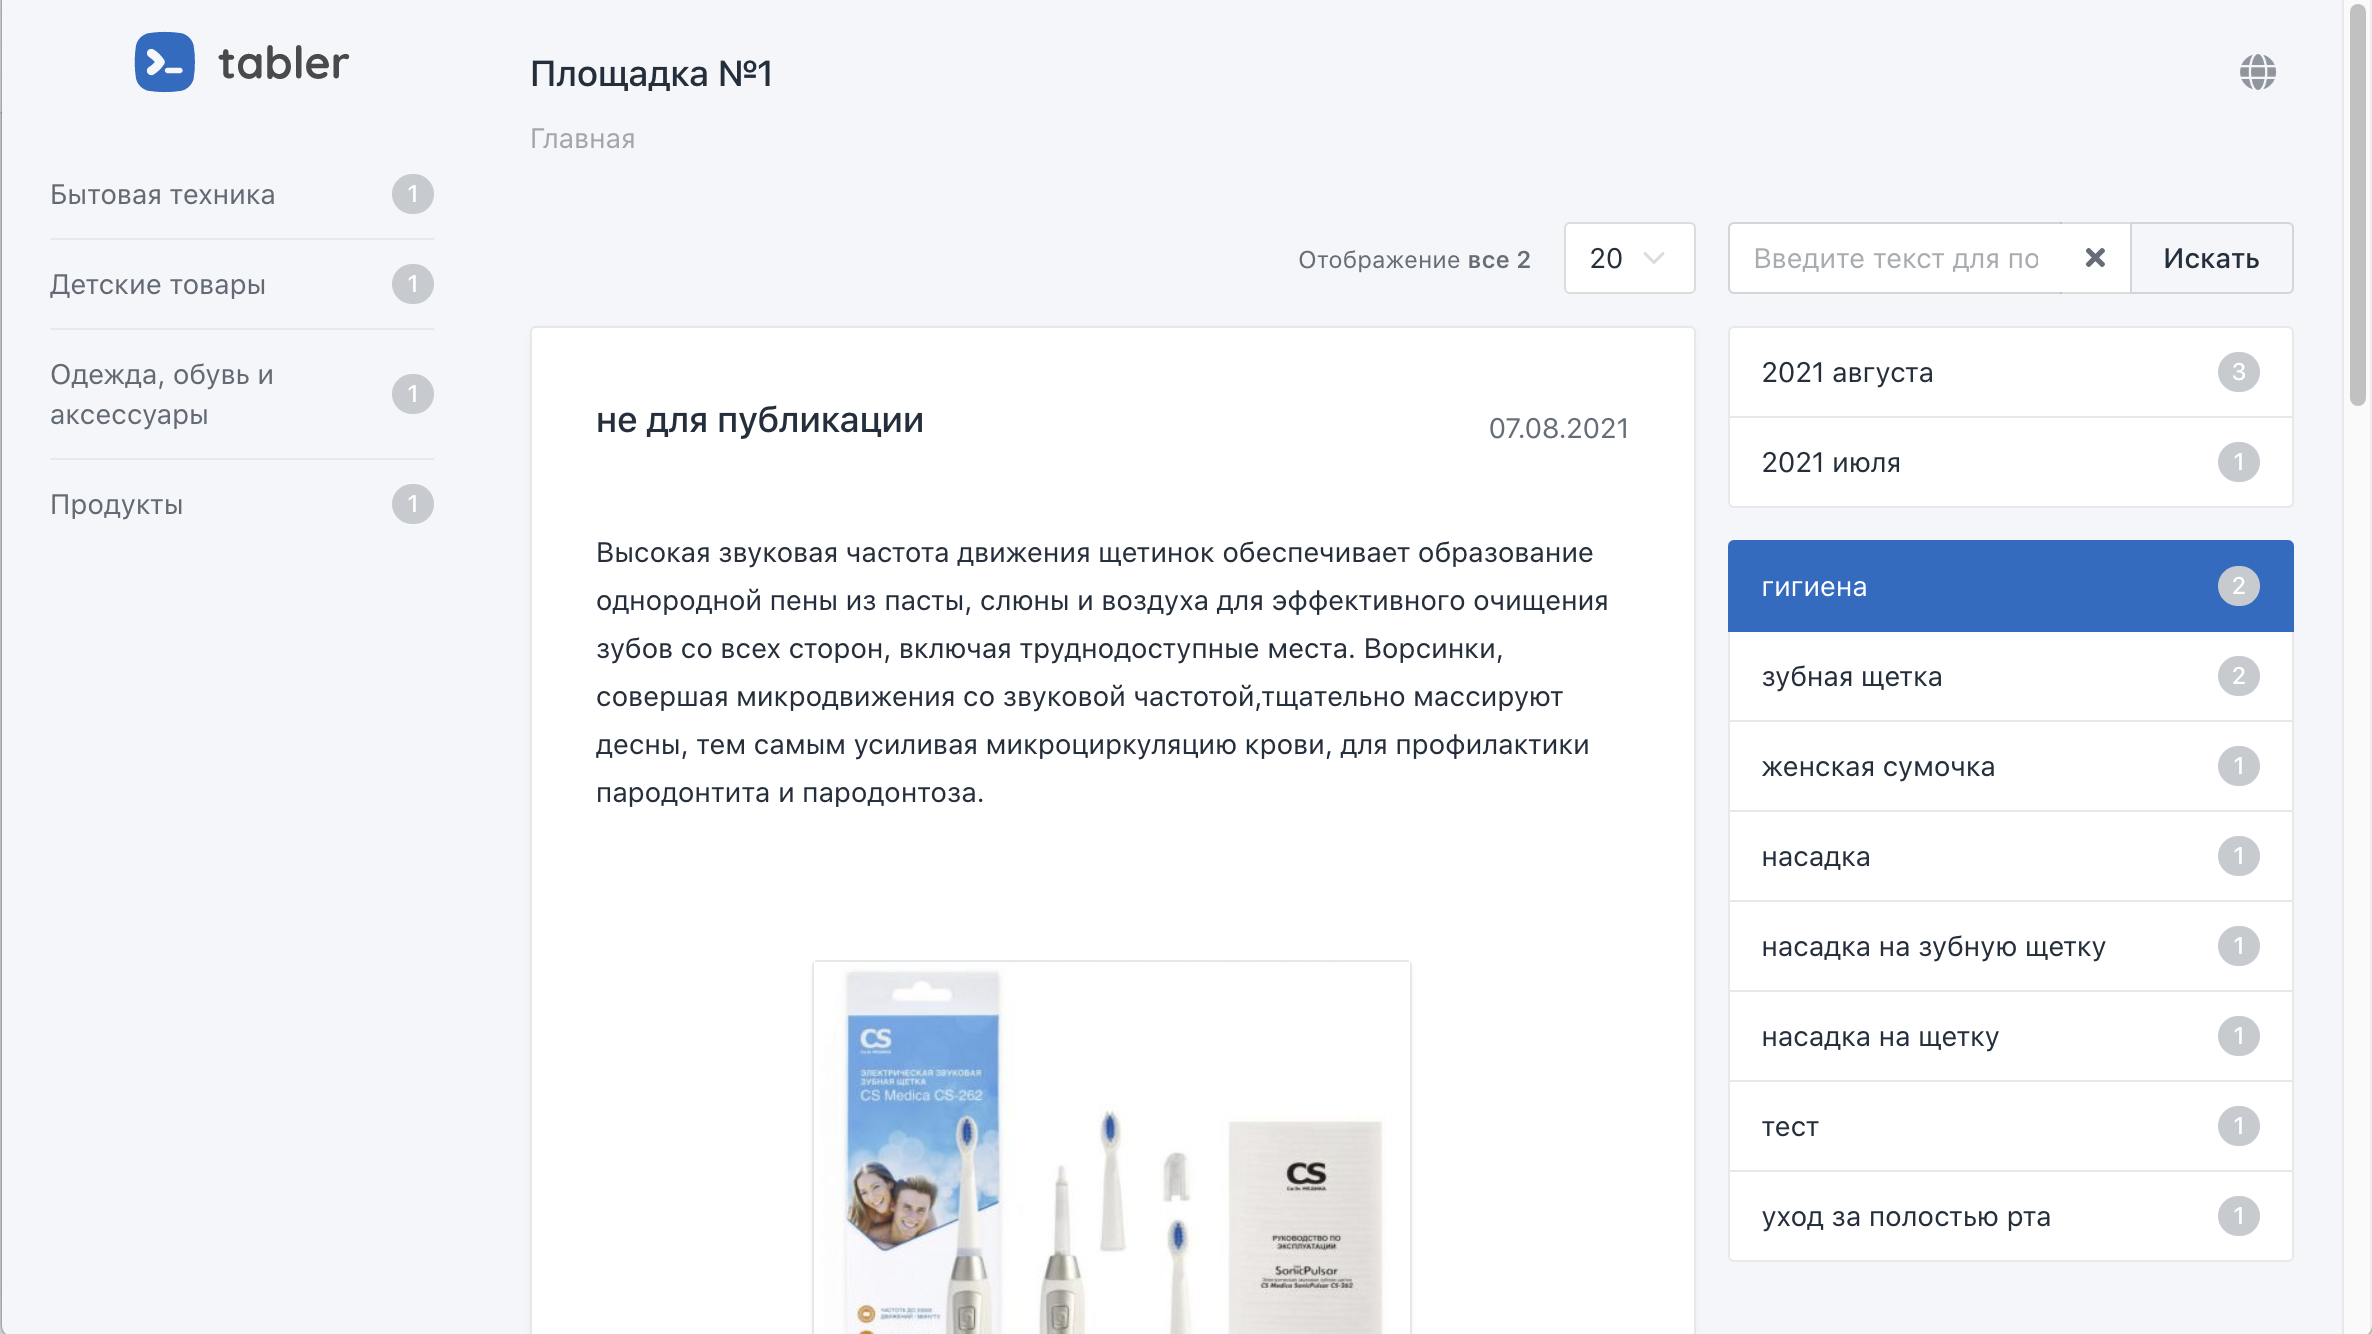 tabler
Площадка №1
Главная
Бытовая техника 1
Детские товары 1
Одежда, обувь и
аксессуары 1
Продукты 1
Отображение все 2
20
Введите текст для по
Искать
не для публикации
07.08.2021
Высокая звуковая частота движения щетинок обеспечивает образование
однородной пены из пасты, слюны и воздуха для эффективного очищения
зубов со всех сторон, включая труднодоступные места. Ворсинки,
совершая микродвижения со звуковой частотой,тщательно массируют
десны, тем самым усиливая микроциркуляцию крови, для профилактики
пародонтита и пародонтоза.
CS
ЭЛЕКТРИЧЕСКАЯ ЗВУКОВАЯ
ЗУБНАЯ ЩЕТКА
CS Medica CS-262
CS
РУКОВОДСТВО ПО
ЭКСПЛУАТАЦИИ
SonicPulsar
CS Medica SonicPulsar CS-262
2021 августа 3
2021 июля 1
гигиена 2
зубная щетка 2
женская сумочка 1
насадка 1
насадка на зубную щетку 1
насадка на щетку 1
тест 1
уход за полостью рта 1